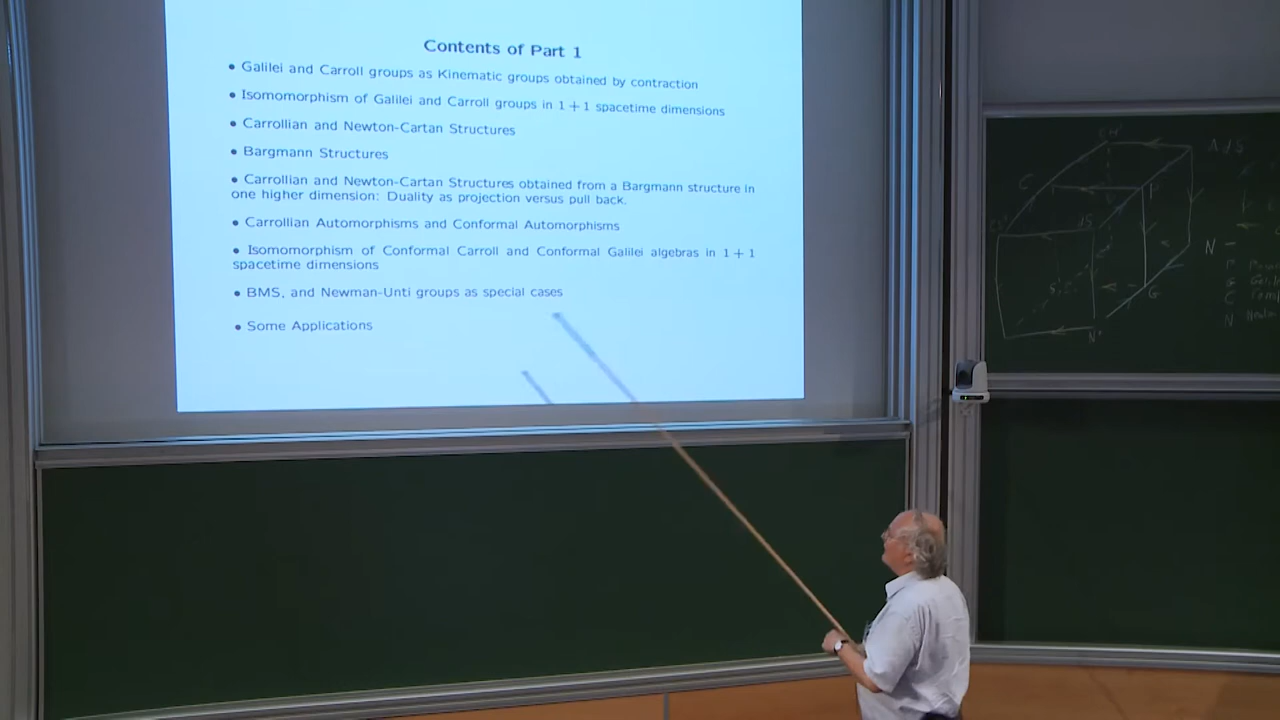 Contents of Part 1
• Galilei and Carroll groups as Kinematic groups obtained by contraction
• Isomomorphism of Galilei and Carroll groups in 1 + 1 spacetime dimensions
• Carrollian and Newton-Cartan Structures
• Bargmann Structures
• Carrollian and Newton-Cartan Structures obtained from a Bargmann structure in
one higher dimension: Duality as projection versus pull back.
• Carrollian Automorphisms and Conformal Automorphisms
• Isomomorphism of Conformal Carroll and Conformal Galilei algebras in 1 + 1
spacetime dimensions
• BMS, and Newman-Unti groups as special cases
• Some Applications
AdS
C
P
dS
N
G
P
G
C
N